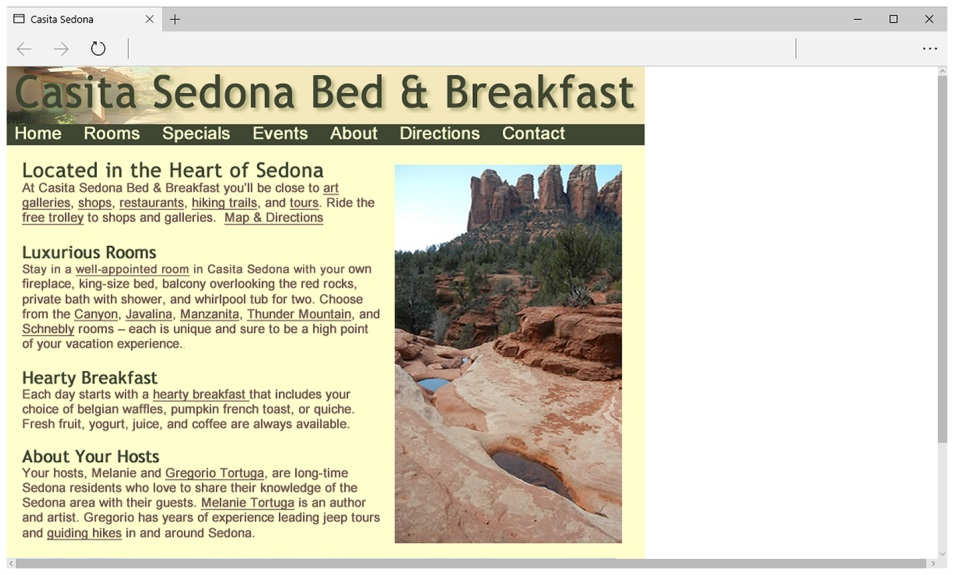 Casita Sedona
Casita Sedona Bed & Breakfast
Home Rooms Specials Events About Directions Contact
Located in the Heart of Sedona
At Casita Sedona Bed & Breakfast you'll be close to art
galleries, shops, restaurants, hiking trails, and tours. Ride the
free trolley to shops and galleries. Map & Directions
Luxurious Rooms
Stay in a well-appointed room in Casita Sedona with your own
fireplace, king-size bed, balcony overlooking the red rocks,
private bath with shower, and whirlpool tub for two. Choose
from the Canyon, Javalina, Manzanita, Thunder Mountain, and
Schnebly rooms – each is unique and sure to be a high point
of your vacation experience.
Hearty Breakfast
Each day starts with a hearty breakfast that includes your
choice of belgian waffles, pumpkin french toast, or quiche.
Fresh fruit, yogurt, juice, and coffee are always available.
About Your Hosts
Your hosts, Melanie and Gregorio Tortuga, are long-time
Sedona residents who love to share their knowledge of the
Sedona area with their guests. Melanie Tortuga is an author
and artist. Gregorio has years of experience leading jeep tours
and guiding hikes in and around Sedona.